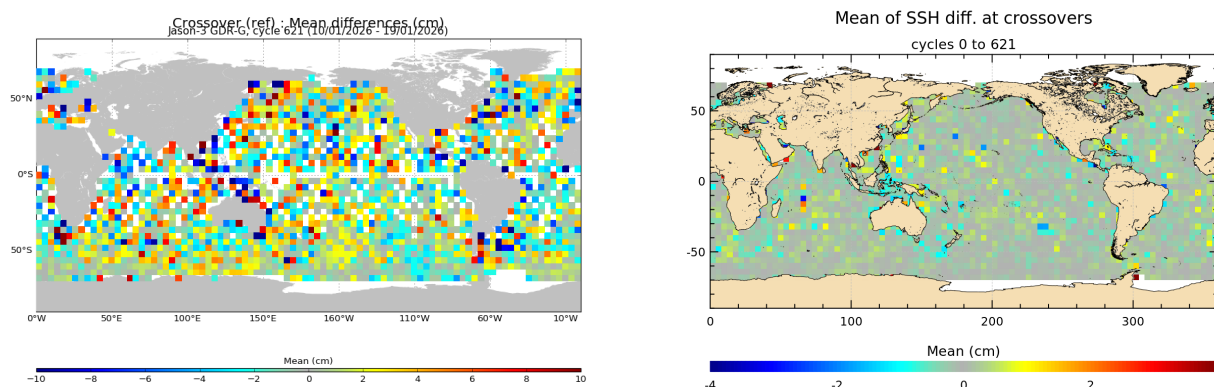 Crossover (ref) : Mean differences (cm)
Jason-3 GDR-G, cycle 621 (10/01/2026 - 19/01/2026)
50°N
0°S
50°S
0°W 50°E 100°E 150°E 160°W 110°W 60°W 10°W
Mean (cm)
−10 −8 −6 −4 −2 0 2 4 6 8 10
Mean of SSH diff. at crossovers
cycles 0 to 621
50
0
-50
0 100 200 300
Mean (cm)
-4 -2 0 2